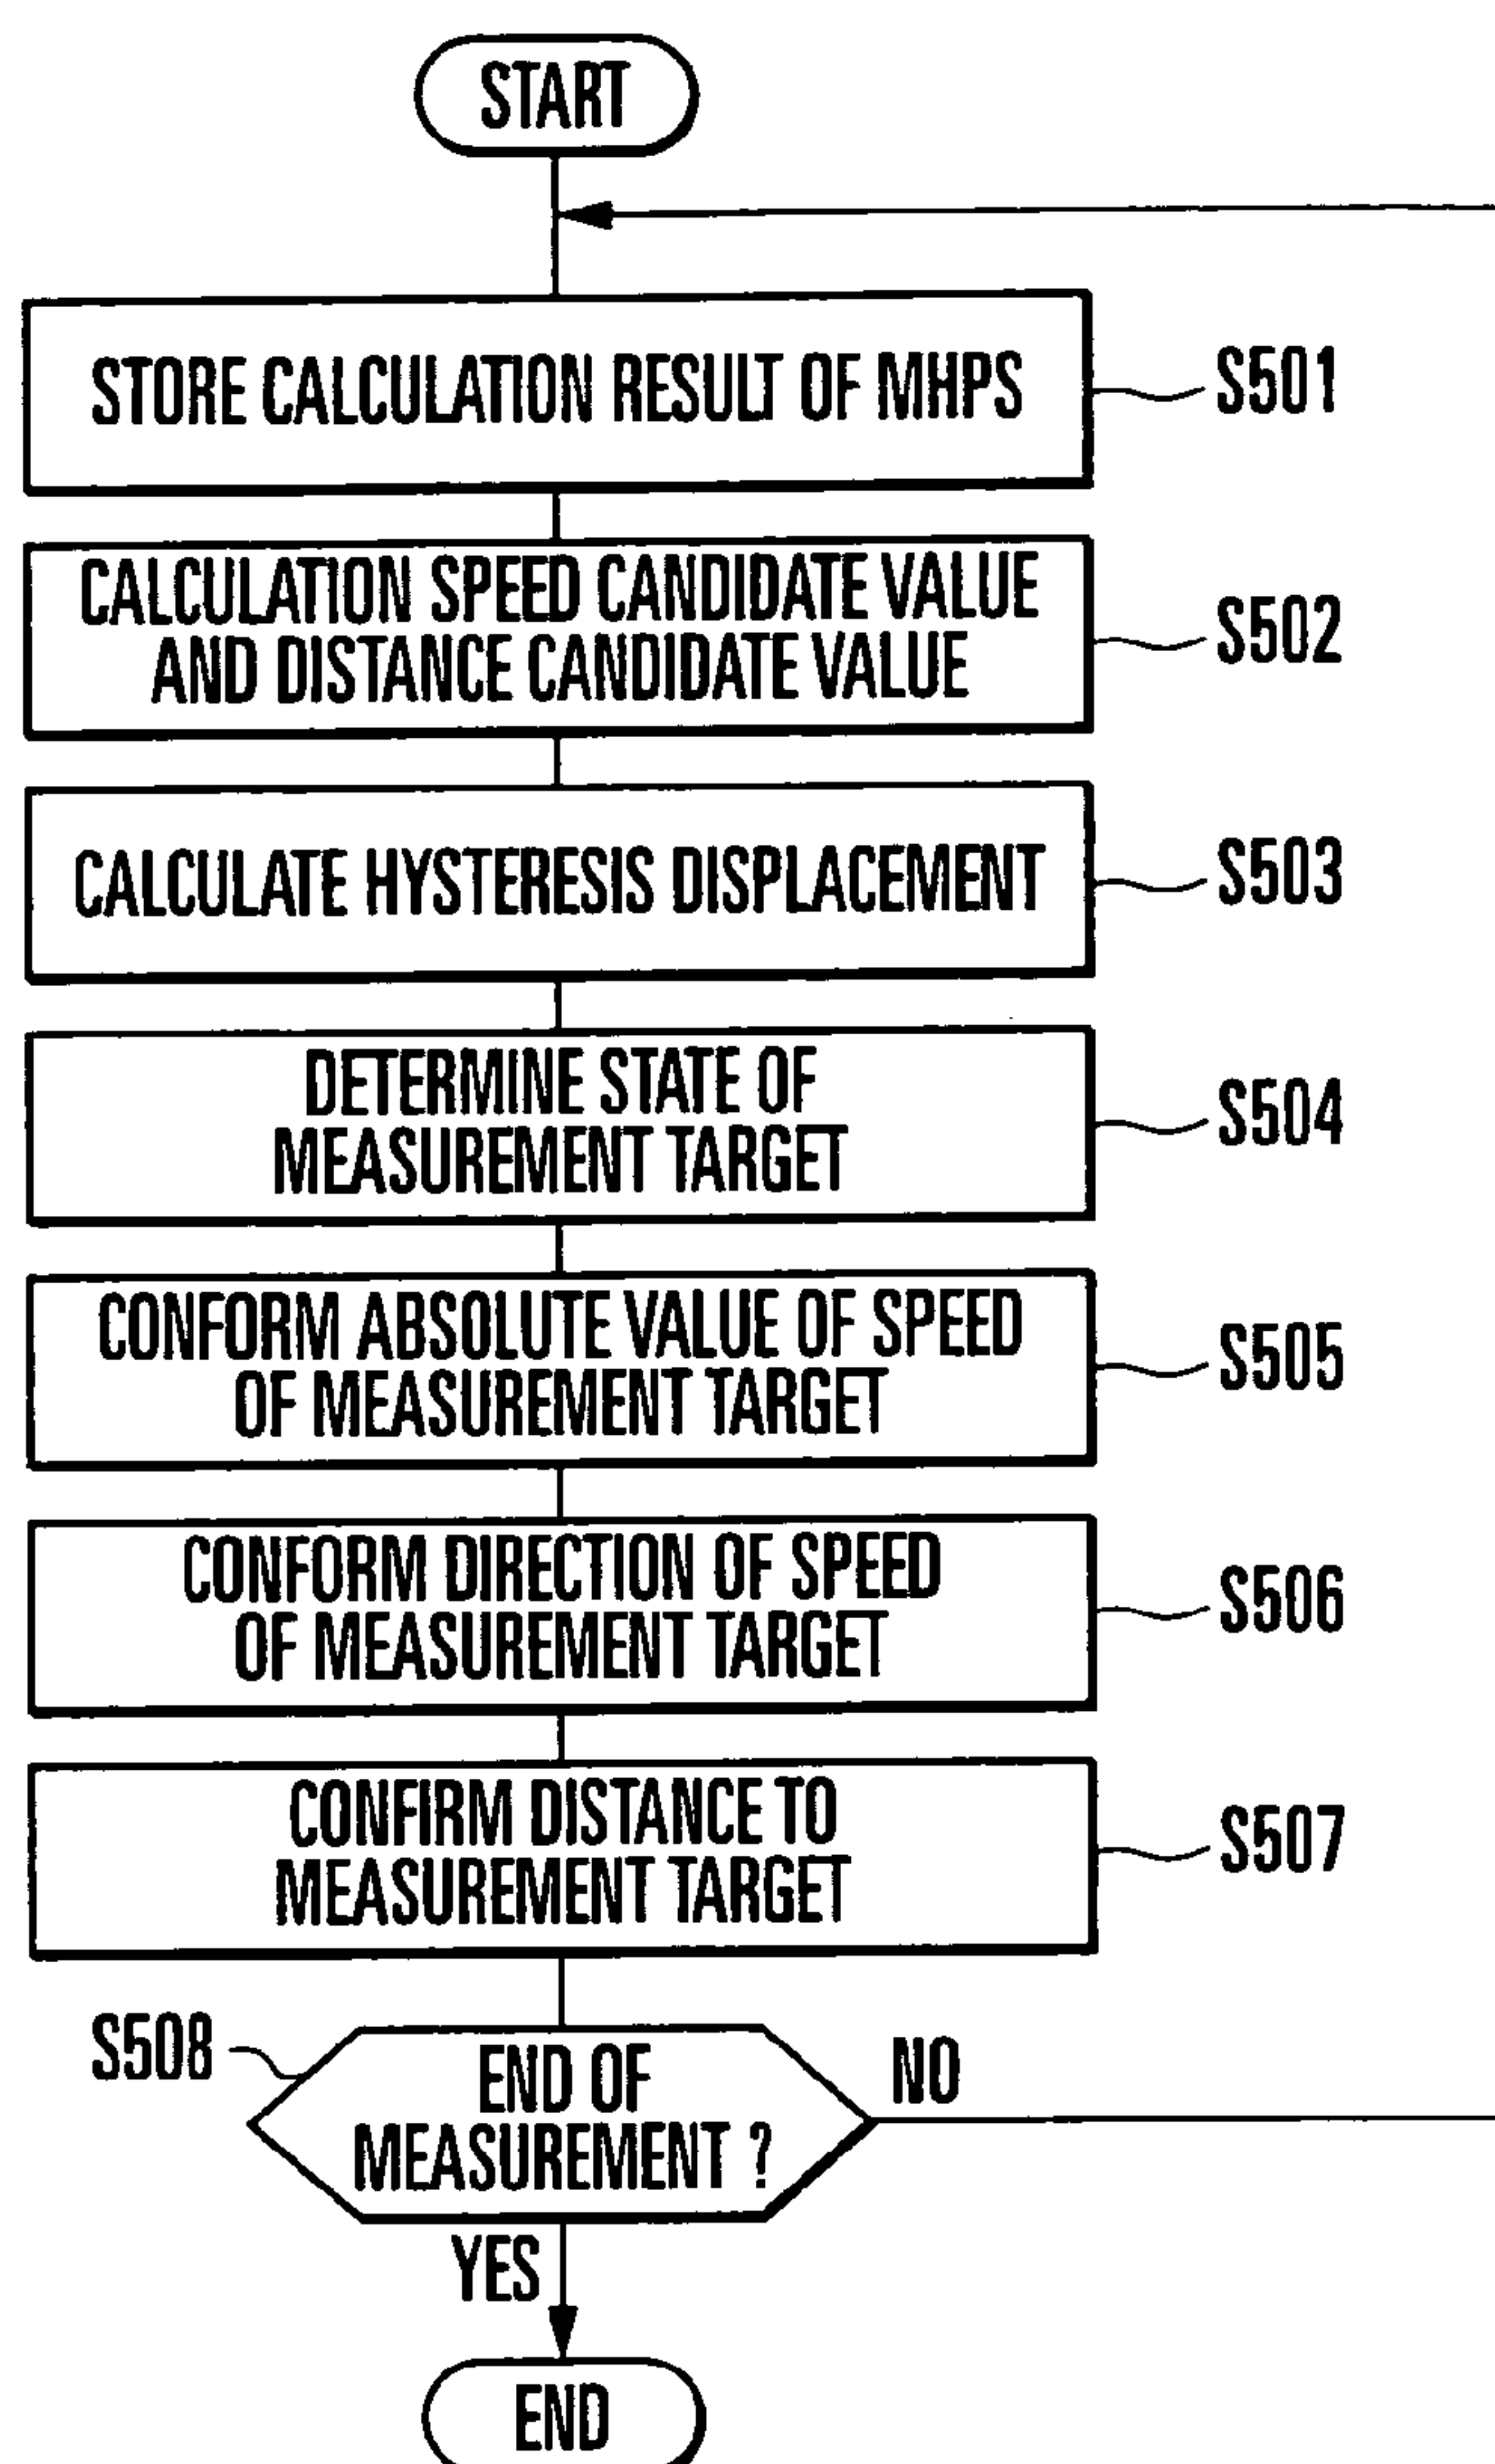 START
STORE CALCULATION RESULT OF MHPS
S501
CALCULATION SPEED CANDIDATE VALUE
AND DISTANCE CANDIDATE VALUE
S502
CALCULATE HYSTERESIS DISPLACEMENT
S503
DETERMINE STATE OF
MEASUREMENT TARGET
S504
CONFORM ABSOLUTE VALUE OF SPEED
OF MEASUREMENT TARGET
S505
CONFORM DIRECTION OF SPEED
OF MEASUREMENT TARGET
S506
CONFIRM DISTANCE TO
MEASUREMENT TARGET
S507
S508
END OF
MEASUREMENT ?
NO
YES
END